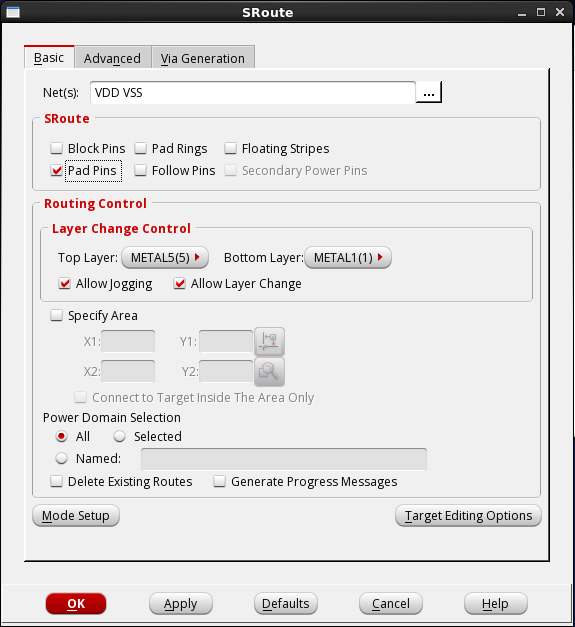 SRoute
Basic Advanced Via Generation
Net(s): VDD VSS ...
SRoute
Block Pins Pad Rings Floating Stripes
Pad Pins Follow Pins Secondary Power Pins
Routing Control
Layer Change Control
Top Layer: METAL5(5) Bottom Layer: METAL1(1)
Allow Jogging Allow Layer Change
Specify Area
X1: Y1:
X2: Y2:
Connect to Target Inside The Area Only
Power Domain Selection
All Selected
Named:
Delete Existing Routes Generate Progress Messages
Mode Setup Target Editing Options
OK Apply Defaults Cancel Help